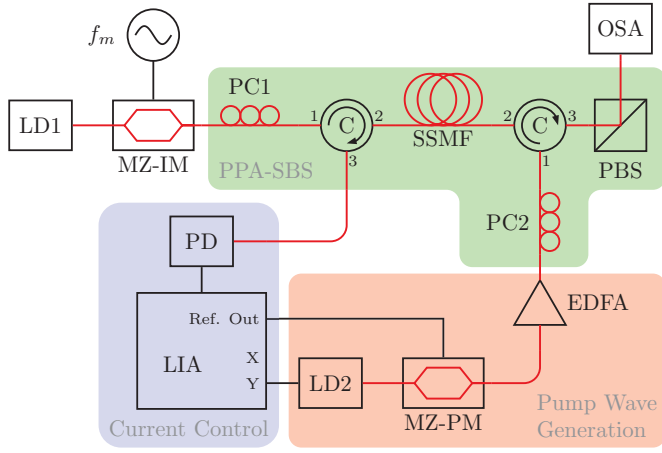 OSA
f_m
PC1
LD1
1
C
2
SSMF
2
C
3
MZ-IM
PPA-SBS
3
1
PBS
PC2
PD
EDFA
Ref. Out
X
LIA
Y
LD2
MZ-PM
Current Control
Pump Wave
Generation